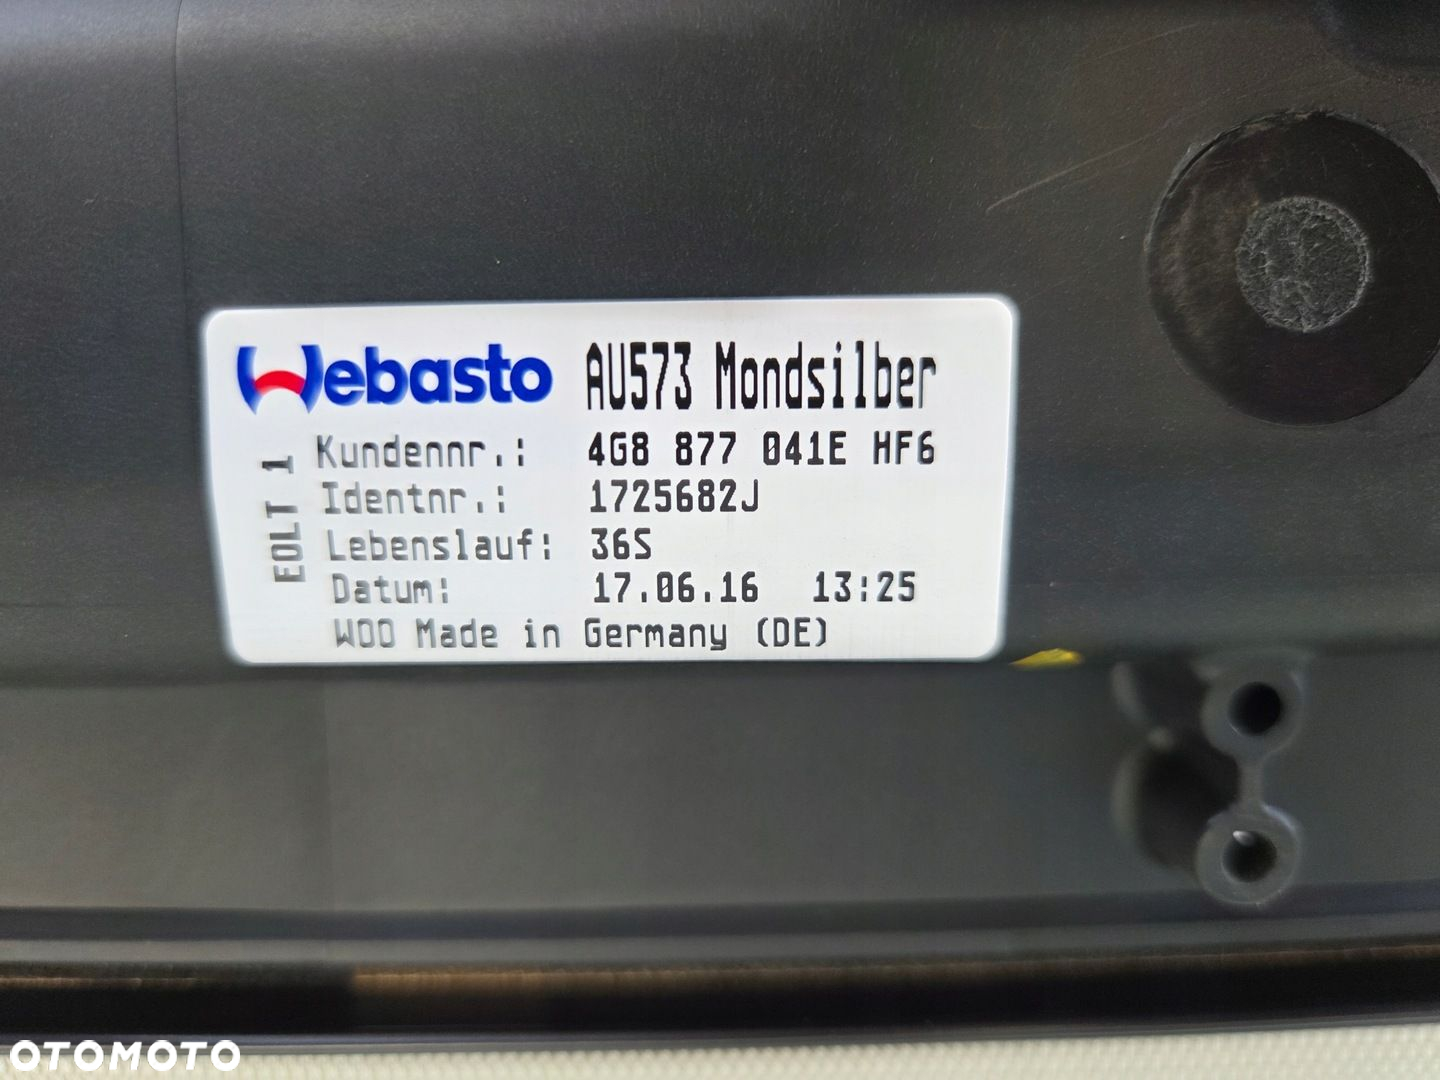 Webasto AU573 Mondsilber
EOLT 1
Kundennr.: 4G8 877 041E HF6
Identnr.: 1725682J
Lebenslauf: 36S
Datum: 17.06.16 13:25
WOO Made in Germany (DE)
OTOMOTO